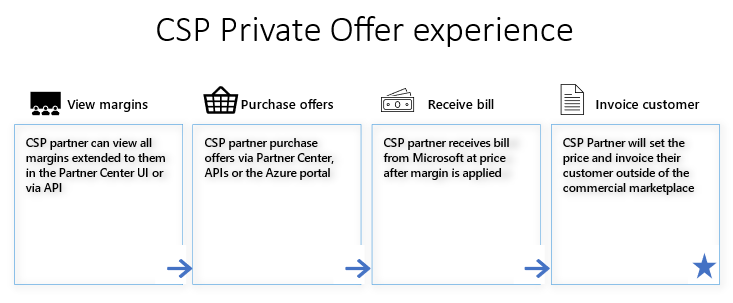 CSP Private Offer experience
View margins
CSP partner can view all
margins extended to them
in the Partner Center UI or
via API
Purchase offers
CSP partner purchase
offers via Partner Center,
APIs or the Azure portal
Receive bill
CSP partner receives bill
from Microsoft at price
after margin is applied
Invoice customer
CSP Partner will set the
price and invoice their
customer outside of the
commercial marketplace